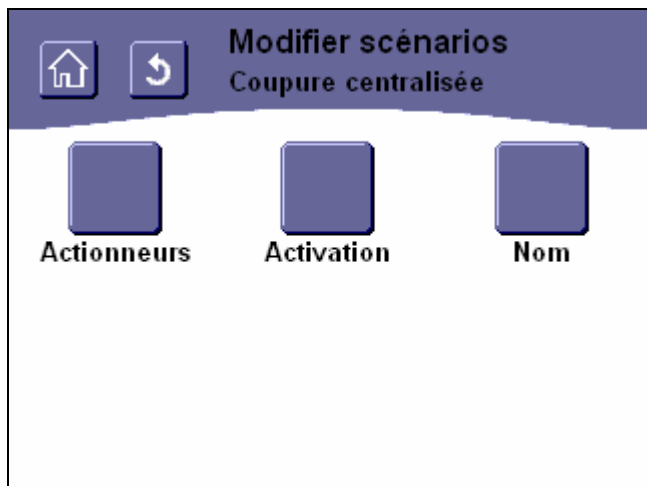 Modifier scénarios
Coupure centralisée
Actionneurs Activation Nom